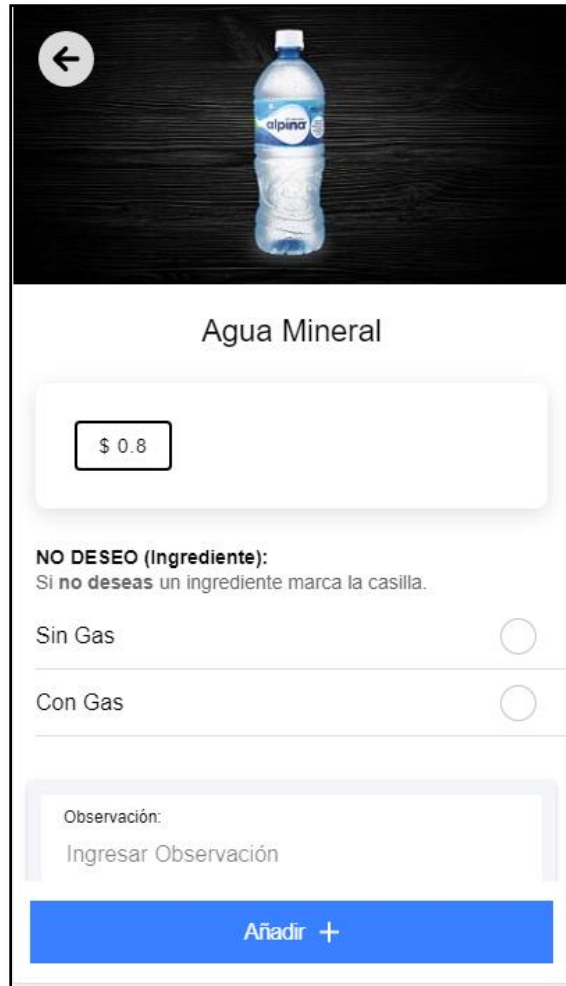 alpina
Agua Mineral
$ 0.8
NO DESEO (Ingrediente):
Si no deseas un ingrediente marca la casilla.
Sin Gas
Con Gas
Observación:
Ingresar Observación
Añadir +